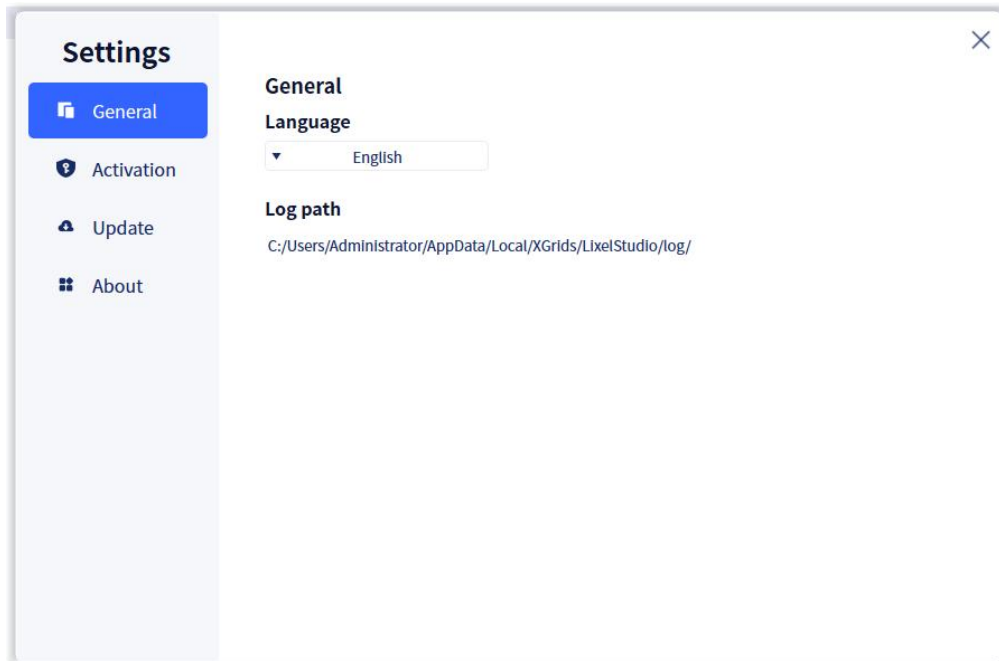 Settings
General
Activation
Update
About
General
Language
English
Log path
C:/Users/Administrator/AppData/Local/XGrids/LixelStudio/log/